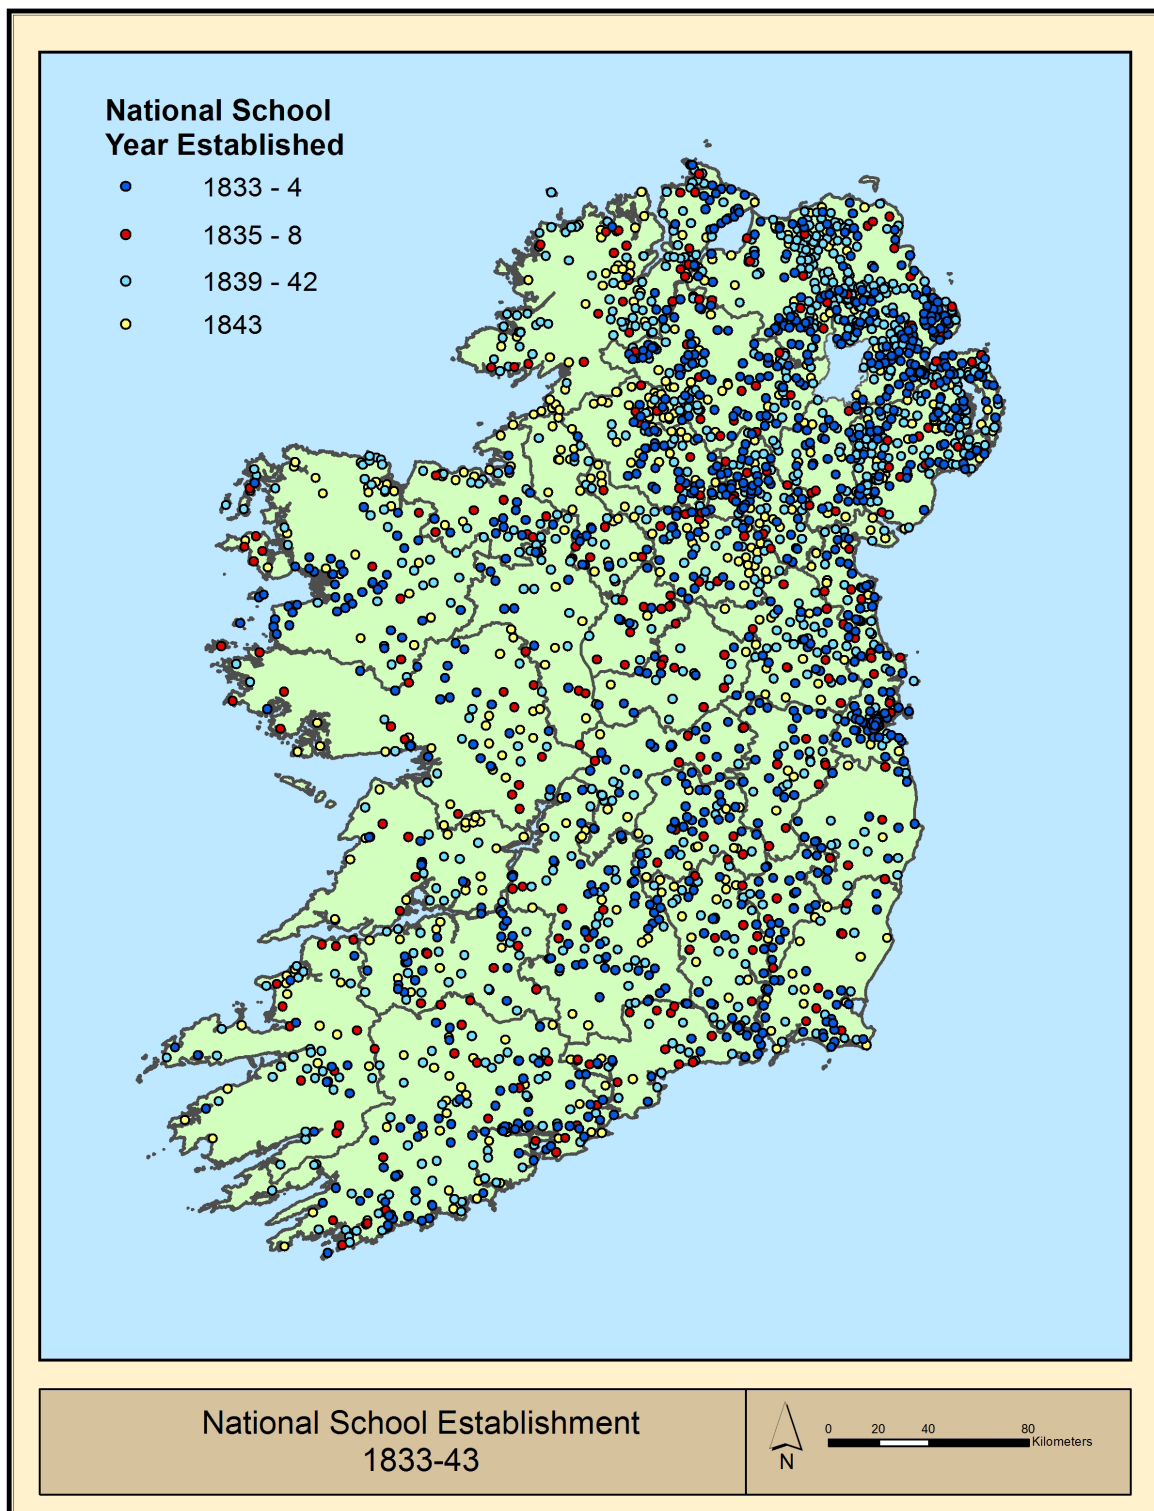 National School
Year Established
1833 - 4
1835 - 8
1839 - 42
1843
National School Establishment
1833-43
N
0 20 40 80
Kilometers